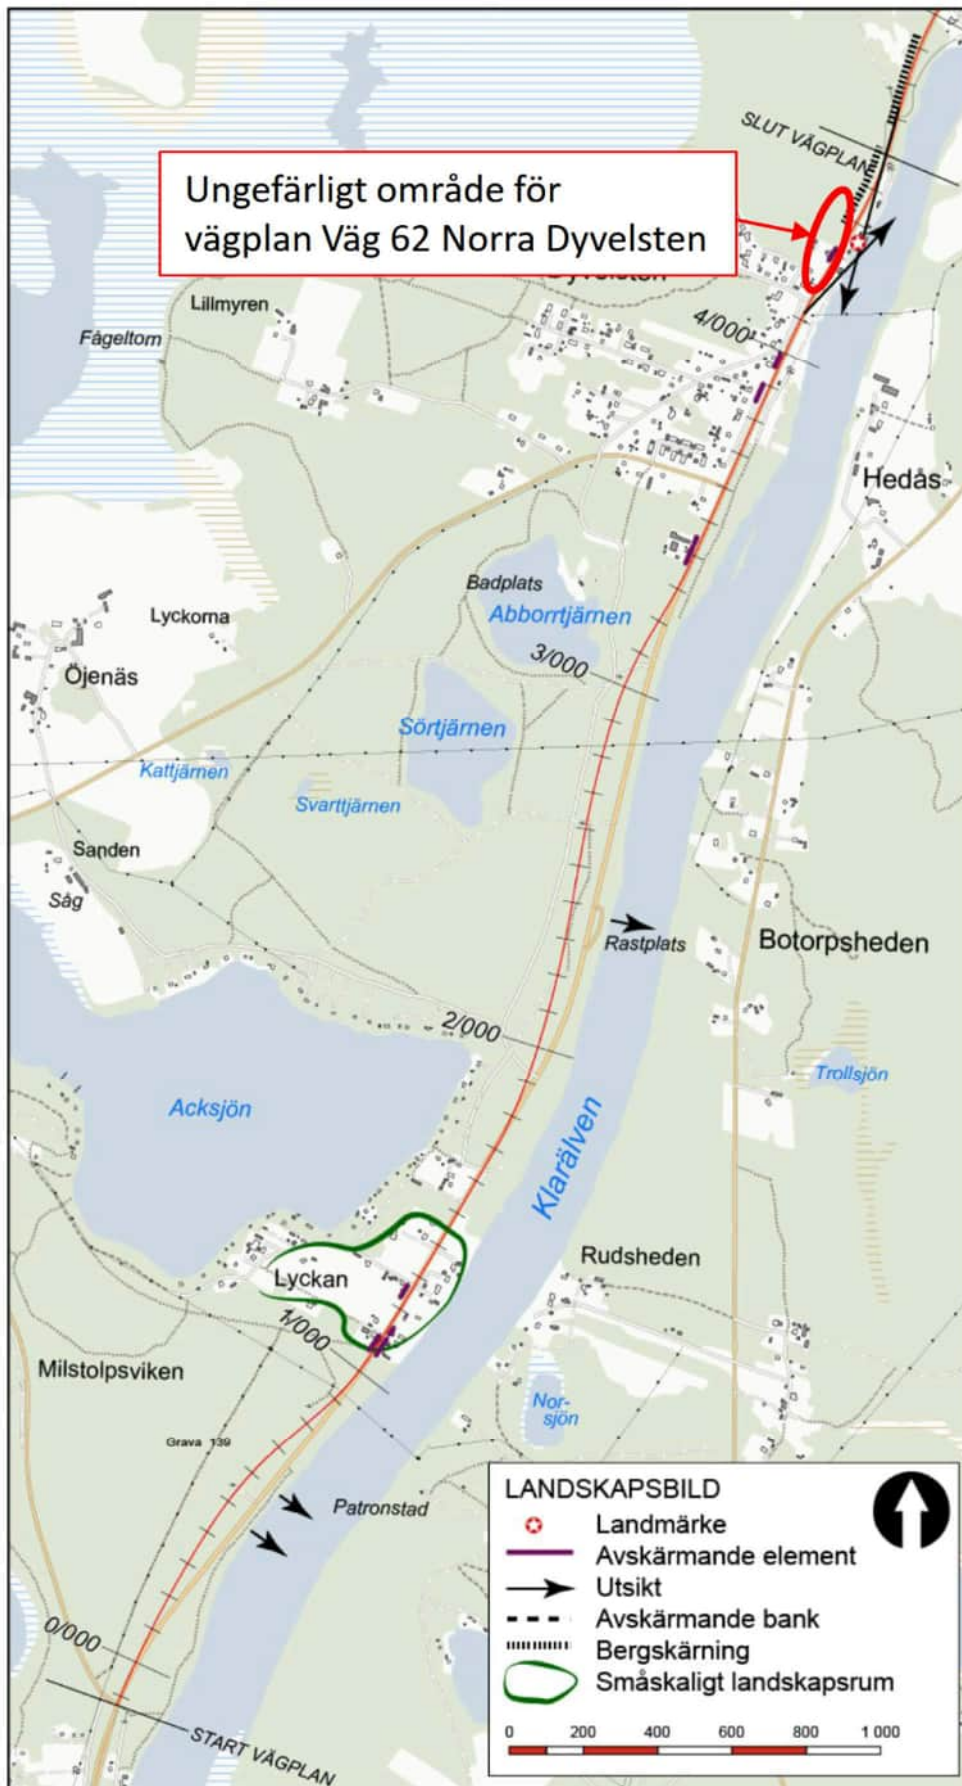 SLUT VÄGPLAN
Ungefärligt område för
vägplan Väg 62 Norra Dyvelsten
Dyvelsten
Lillmyren
Fågeltorn
4/000
Hedås
Badplats
Abborrtjärnen
Lyckorna
3/000
Öjenäs
Sörtjärnen
Kattjärnen
Svarttjärnen
Sanden
Såg
Rastplats
Botorpsheden
2/000
Trollsjön
Acksjön
Klarälven
Rudsheden
Lyckan
1/000
Milstolpsviken
Nor-
sjön
Grava 139
Patronstad
0/000
START VÄGPLAN
LANDSKAPSBILD
Landmärke
Avskärmande element
Utsikt
Avskärmande bank
Bergskärning
Småskaligt landskapsrum
0 200 400 600 800 1 000